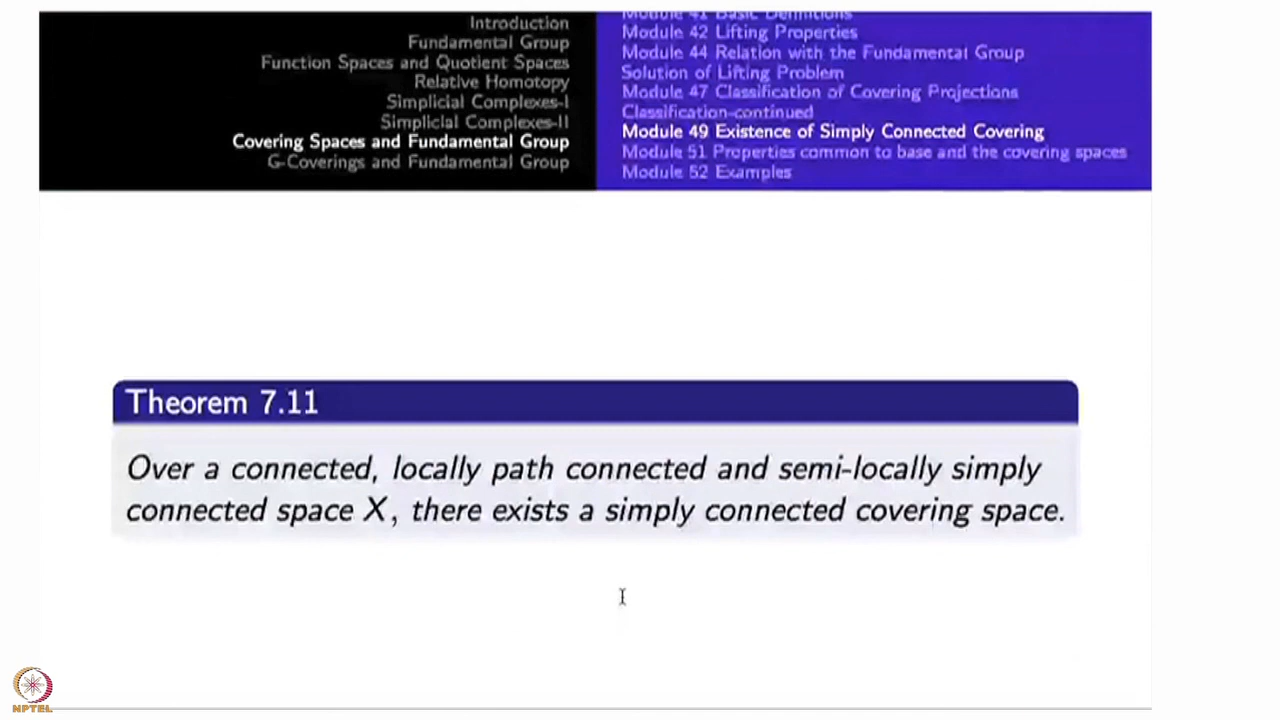 Introduction
Fundamental Group
Function Spaces and Quotient Spaces
Relative Homotopy
Simplicial Complexes-I
Simplicial Complexes-II
Covering Spaces and Fundamental Group
G-Coverings and Fundamental Group
Module 41 Basic Definitions
Module 42 Lifting Properties
Module 44 Relation with the Fundamental Group
Solution of Lifting Problem
Module 47 Classification of Covering Projections
Classification-continued
Module 49 Existence of Simply Connected Covering
Module 51 Properties common to base and the covering spaces
Module 52 Examples
Theorem 7.11
Over a connected, locally path connected and semi-locally simply
connected space X, there exists a simply connected covering space.
NPTEL